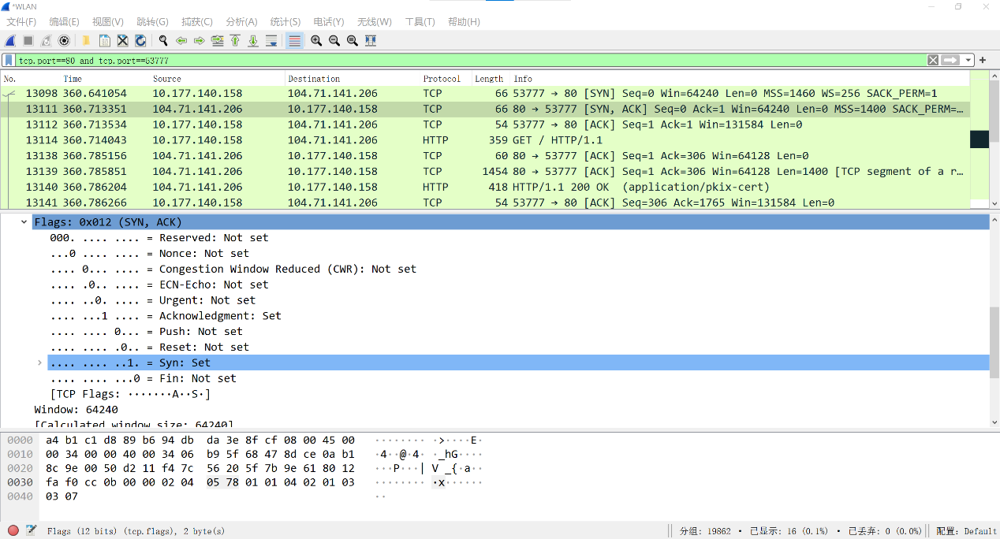 *WLAN
文件(F) 编辑(E) 视图(V) 跳转(G) 捕获(C) 分析(A) 统计(S) 电话(Y) 无线(W) 工具(T) 帮助(H)
tcp.port==80 and tcp.port==53777
No. Time Source Destination Protocol Length Info
13098 360.641054 10.177.140.158 104.71.141.206 TCP 66 53777 → 80 [SYN] Seq=0 Win=64240 Len=0 MSS=1460 WS=256 SACK_PERM=1
13111 360.713351 104.71.141.206 10.177.140.158 TCP 66 80 → 53777 [SYN, ACK] Seq=0 Ack=1 Win=64240 Len=0 MSS=1400 SACK_PERM=…
13112 360.713534 10.177.140.158 104.71.141.206 TCP 54 53777 → 80 [ACK] Seq=1 Ack=1 Win=131584 Len=0
13114 360.714043 10.177.140.158 104.71.141.206 HTTP 359 GET / HTTP/1.1
13138 360.785156 104.71.141.206 10.177.140.158 TCP 60 80 → 53777 [ACK] Seq=1 Ack=306 Win=64128 Len=0
13139 360.785851 104.71.141.206 10.177.140.158 TCP 1454 80 → 53777 [ACK] Seq=1 Ack=306 Win=64128 Len=1400 [TCP segment of a r…
13140 360.786204 104.71.141.206 10.177.140.158 HTTP 418 HTTP/1.1 200 OK (application/pkix-cert)
13141 360.786266 10.177.140.158 104.71.141.206 TCP 54 53777 → 80 [ACK] Seq=306 Ack=1765 Win=131584 Len=0
Flags: 0x012 (SYN, ACK)
000. .... .... = Reserved: Not set
...0 .... .... = Nonce: Not set
.... 0... .... = Congestion Window Reduced (CWR): Not set
.... .0.. .... = ECN-Echo: Not set
.... ..0. .... = Urgent: Not set
.... ...1 .... = Acknowledgment: Set
.... .... 0... = Push: Not set
.... .... .0.. = Reset: Not set
.... .... ..1. = Syn: Set
.... .... ...0 = Fin: Not set
[TCP Flags: ·······A··S·]
Window: 64240
[Calculated window size: 64240]
0000 a4 b1 c1 d8 89 b6 94 db da 3e 8f cf 08 00 45 00 ········ ·>····E·
0010 00 34 00 00 40 00 34 06 b9 5f 68 47 8d ce 0a b1 ·4··@·4· ·_hG····
0020 8c 9e 00 50 d2 11 f4 7c 56 20 5f 7b 9e 61 80 12 ···P···| V _{·a··
0030 fa f0 cc 0b 00 00 02 04 05 78 01 01 04 02 01 03 ········ ·x······
0040 03 07 ··
Flags (12 bits) (tcp.flags), 2 byte(s) 分组: 19862 · 已显示: 16 (0.1%) · 已丢弃: 0 (0.0%) 配置: Default